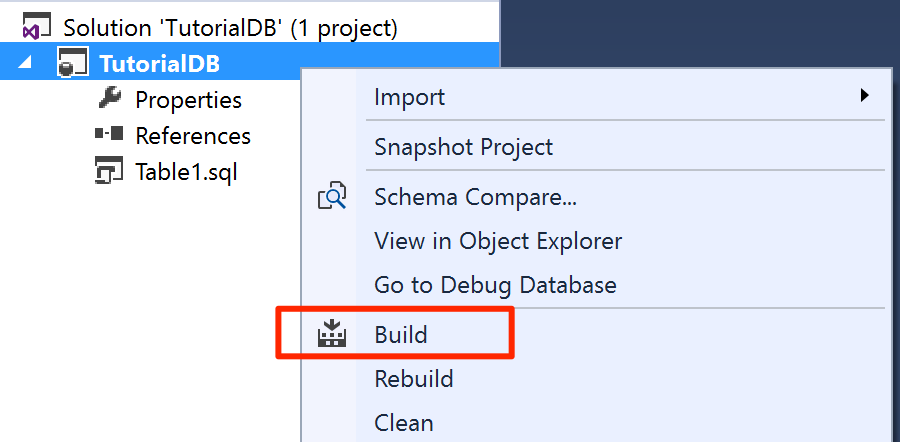 Solution 'TutorialDB' (1 project)
TutorialDB
Properties
References
Table1.sql
Import
Snapshot Project
Schema Compare...
View in Object Explorer
Go to Debug Database
Build
Rebuild
Clean